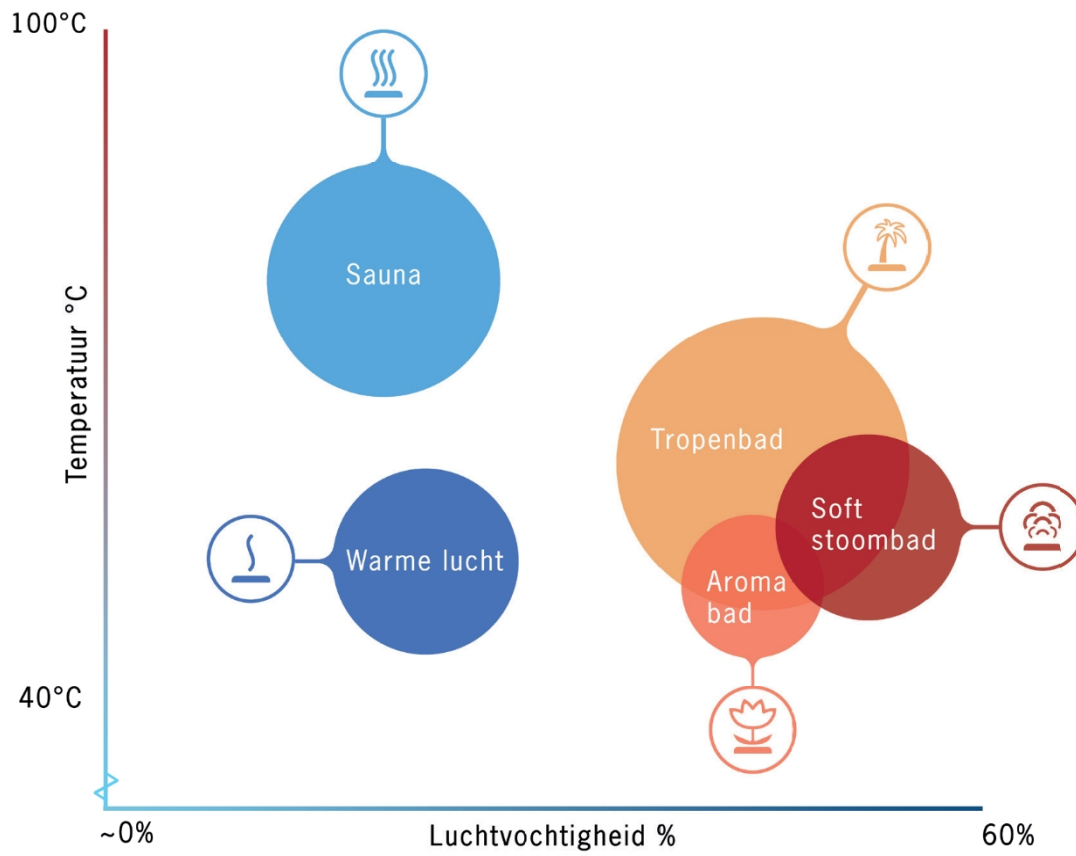 100°C
Sauna
Temperatuur °C
Tropenbad
Soft
stoombad
Warme lucht
Aroma
bad
40°C
~0%
Luchtvochtigheid %
60%